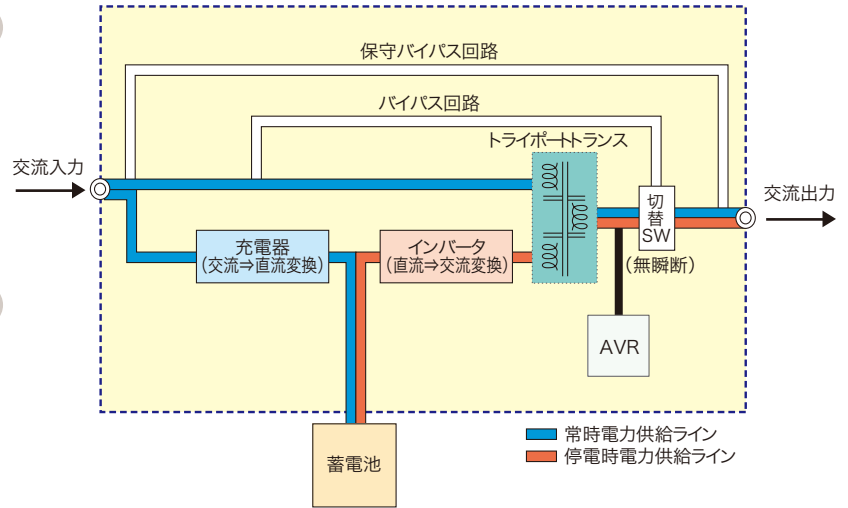 保守バイパス回路
バイパス回路
トライポートトランス
交流入力
交流出力
切替SW
(無瞬断)
充電器
(交流⇒直流変換)
インバータ
(直流⇒交流変換)
AVR
蓄電池
常時電力供給ライン
停電時電力供給ライン